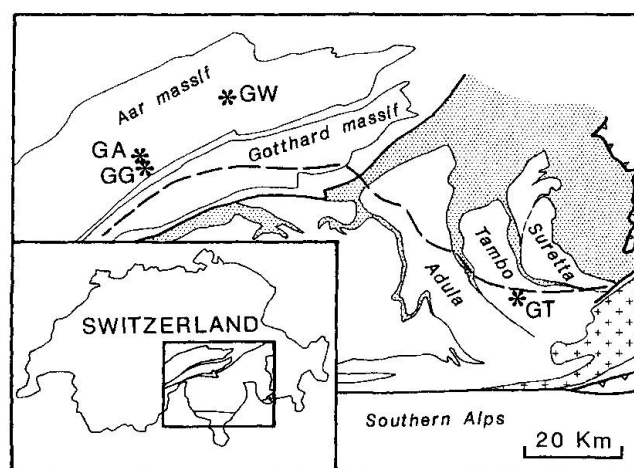 Aar massif
GW
Gotthard massif
GA
GG
Adula
Tambo
Suretta
GT
SWITZERLAND
Southern Alps
20 Km